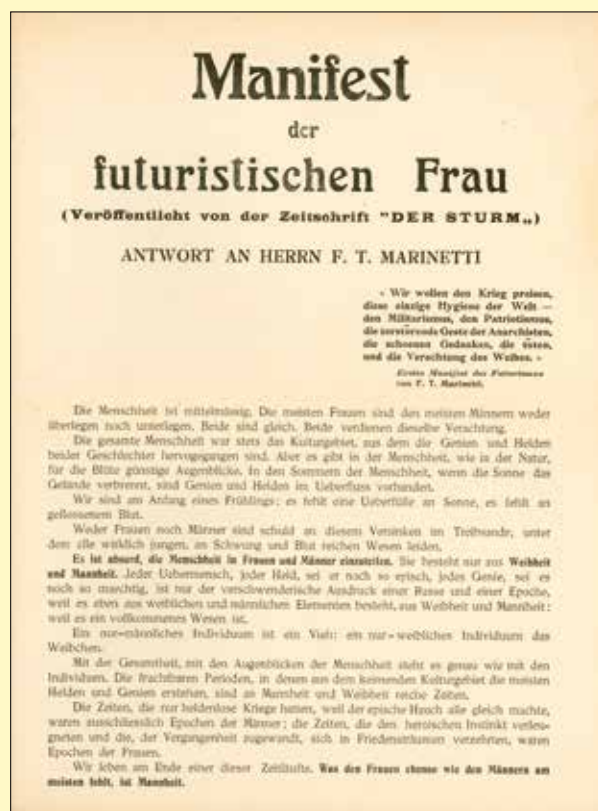 Manifest
der
futuristischen Frau
(Veröffentlicht von der Zeitschrift "DER STURM„)
ANTWORT AN HERRN F. T. MARINETTI
« Wir wollen den Krieg preisen,
diese einzige Hygiene der Welt —
den Militarismus, den Patriotismus,
die zerstörende Geste der Anarchisten,
die schoenen Gedanken, die töten,
und die Verachtung des Weibes. »
Erstes Manifest des Futurismus
von F. T. Marinetti.
Die Menschheit ist mittelmässig. Die meisten Frauen sind den meisten Männern weder
überlegen noch unterlegen. Beide sind gleich. Beide verdienen dieselbe Verachtung.
Die gesamte Menschheit war stets das Kulturgebiet, aus dem die Genien und Helden
beider Geschlechter hervorgegangen sind. Aber es gibt in der Menschheit, wie in der Natur,
für die Blüte günstige Augenblicke. In den Sommern der Menschheit, wenn die Sonne das
Gelände verbrennt, sind Genien und Helden im Ueberfluss vorhanden.
Wir sind am Anfang eines Frühlings; es fehlt eine Ueberfülle an Sonne, es fehlt an
geflossenem Blut.
Weder Frauen noch Männer sind schuld an diesem Versinken im Treibsande, unter
dem alle wirklich jungen, an Schwung und Blut reichen Wesen leiden.
Es ist absurd, die Menschheit in Frauen und Männer einzuteilen. Sie besteht nur aus Weibheit
und Mannheit. Jeder Uebermensch, jeder Held, sei er noch so episch, jedes Genie, sei es
noch so maechtig, ist nur der verschwenderische Ausdruck einer Rasse und einer Epoche,
weil es eben aus weiblichen und männlichen Elementen besteht, aus Weibheit und Mannheit:
weil es ein vollkommenes Wesen ist.
Ein nur-männliches Individuum ist ein Vieh: ein nur-weibliches Individuum das
Weibchen.
Mit der Gesamtheit, mit den Augenblicken der Menschheit steht es genau wie mit den
Individuen. Die fruchtbaren Perioden, in denen aus dem keimenden Kulturgebiet die meisten
Helden und Genien erstehen, sind an Mannheit und Weibheit reiche Zeiten.
Die Zeiten, die nur heldenlose Kriege hatten, weil der epische Hauch alle gleich machte,
waren ausschliesslich Epochen der Männer; die Zeiten, die den heroischen Instinkt verleu-
gneten und die, der Vergangenheit zugewandt, sich in Friedensträumen verzehrten, waren
Epochen der Frauen.
Wir leben am Ende einer dieser Zeitläufte. Was den Frauen ebenso wie den Männern am
meisten fehlt, ist Mannheit.